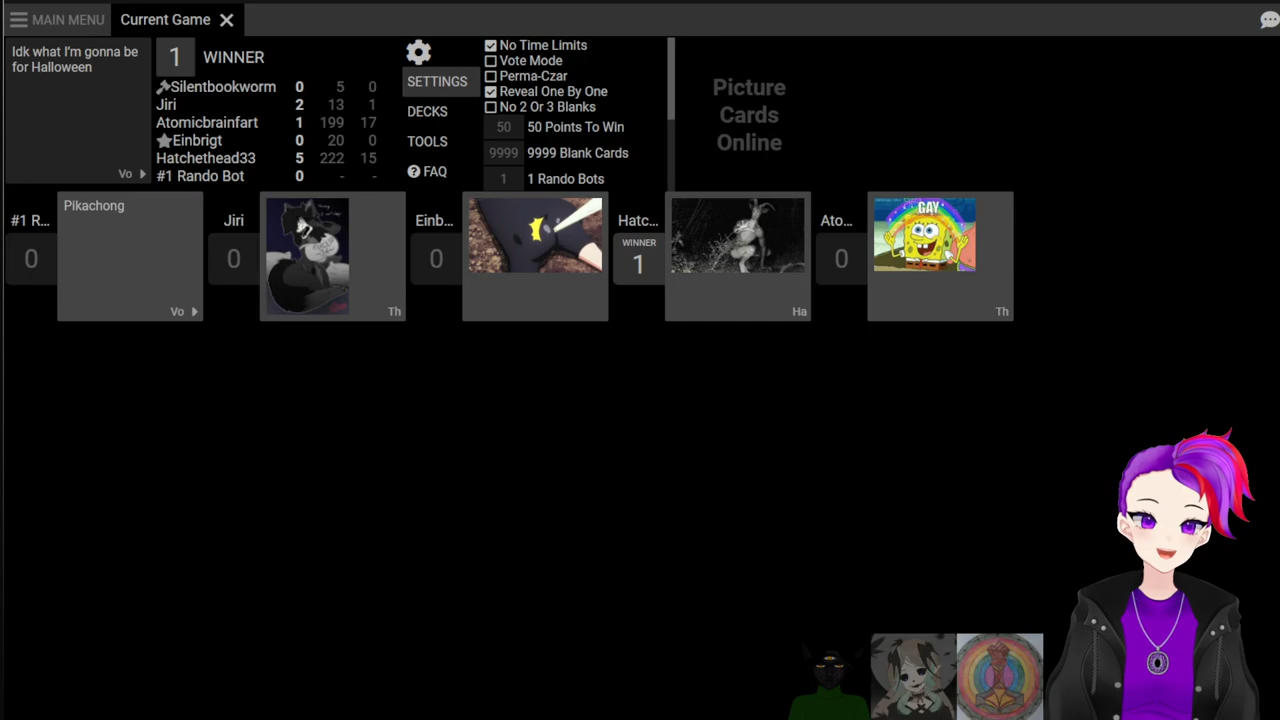 MAIN MENU
Current Game
Idk what I'm gonna be
for Halloween
Vo
1 WINNER
Silentbookworm 0 5 0
Jiri 2 13 1
Atomicbrainfart 1 199 17
Einbrigt 0 20 0
Hatchethead33 5 222 15
#1 Rando Bot 0 - -
SETTINGS
DECKS
TOOLS
FAQ
No Time Limits
Vote Mode
Perma-Czar
Reveal One By One
No 2 Or 3 Blanks
50 50 Points To Win
9999 9999 Blank Cards
1 1 Rando Bots
Picture
Cards
Online
#1 R...
0
Pikachong
Vo
Jiri
0
Th
Einb...
0
Hatc...
WINNER
1
Ha
Ato...
0
GAY
Th